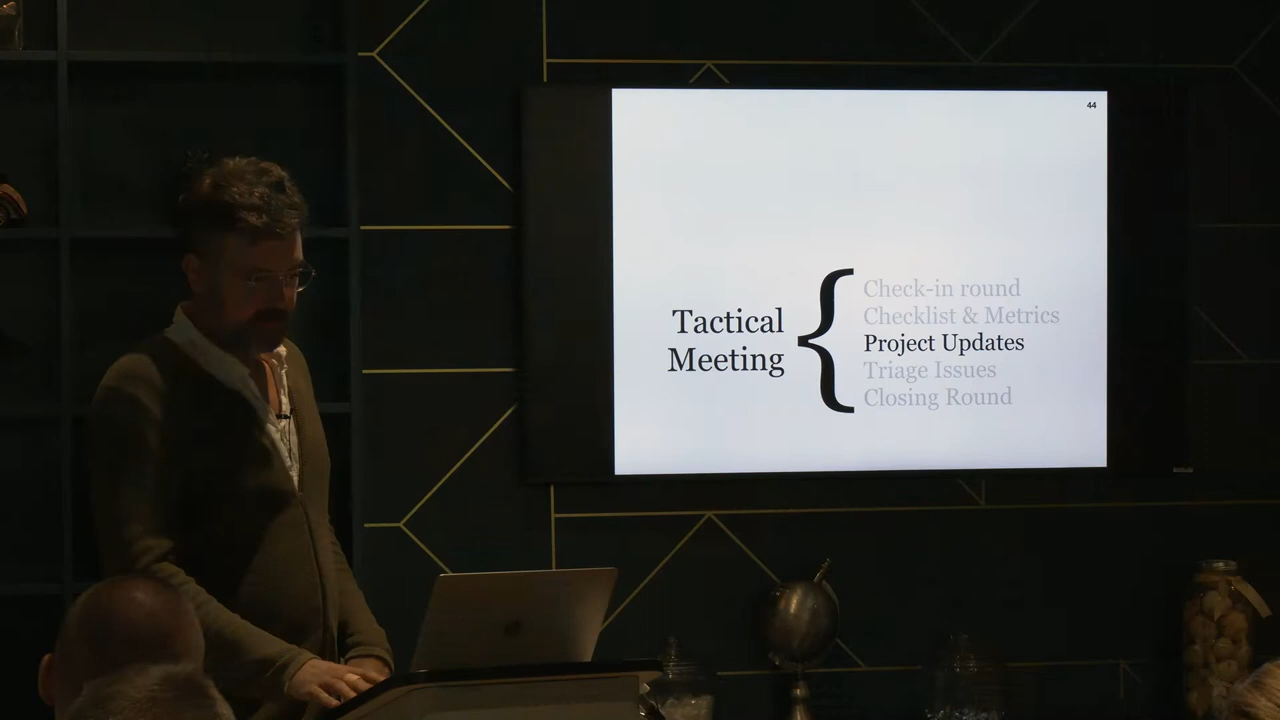 44
Tactical
Meeting
Check-in round
Checklist & Metrics
Project Updates
Triage Issues
Closing Round